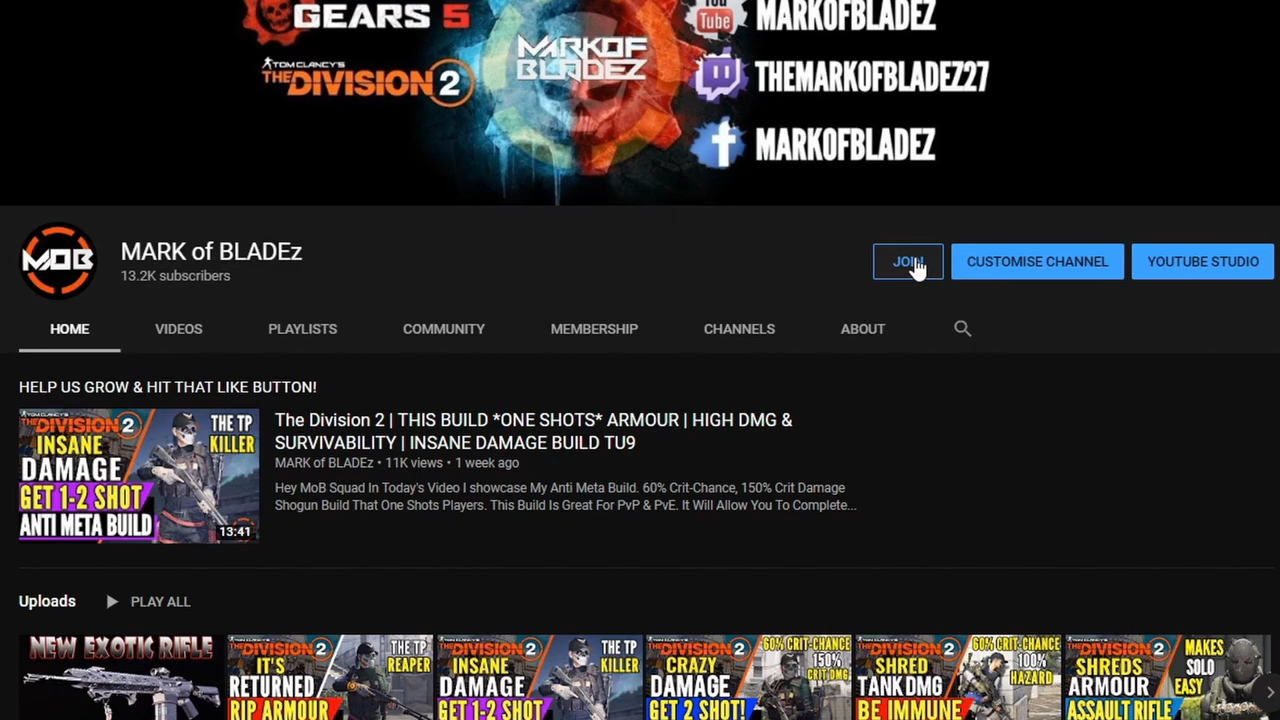 GEARS 5
TOM CLANCY'S
THE DIVISION 2
MARKOF
BLADEZ
You
Tube
MARKOFBLADEZ
THEMARKOFBLADEZ27
f
MARKOFBLADEZ
MOB
MARK of BLADEz
13.2K subscribers
JOIN
CUSTOMISE CHANNEL
YOUTUBE STUDIO
HOME
VIDEOS
PLAYLISTS
COMMUNITY
MEMBERSHIP
CHANNELS
ABOUT
HELP US GROW & HIT THAT LIKE BUTTON!
TOM CLANCY'S
THE DIVISION 2
INSANE
DAMAGE
GET 1-2 SHOT
ANTI META BUILD
THE TP
KILLER
13:41
The Division 2 | THIS BUILD *ONE SHOTS* ARMOUR | HIGH DMG &
SURVIVABILITY | INSANE DAMAGE BUILD TU9
MARK of BLADEz • 11K views • 1 week ago
Hey MoB Squad In Today's Video I showcase My Anti Meta Build. 60% Crit-Chance, 150% Crit Damage
Shogun Build That One Shots Players. This Build Is Great For PvP & PvE. It Will Allow You To Complete...
Uploads
PLAY ALL
NEW EXOTIC RIFLE
THE DIVISION 2
IT'S
RETURNED
RIP ARMOUR
THE TP
REAPER
THE DIVISION 2
INSANE
DAMAGE
GET 1-2 SHOT
THE TP
KILLER
THE DIVISION 2
CRAZY
DAMAGE
GET 2 SHOT!
60% CRIT-CHANCE
150%
CRIT DMG
THE DIVISION 2
SHRED
TANK DMG
BE IMMUNE
60% CRIT-CHANCE
100%
HAZARD
THE DIVISION 2
SHREDS
ARMOUR
ASSAULT RIFLE
MAKES
SOLO
EASY